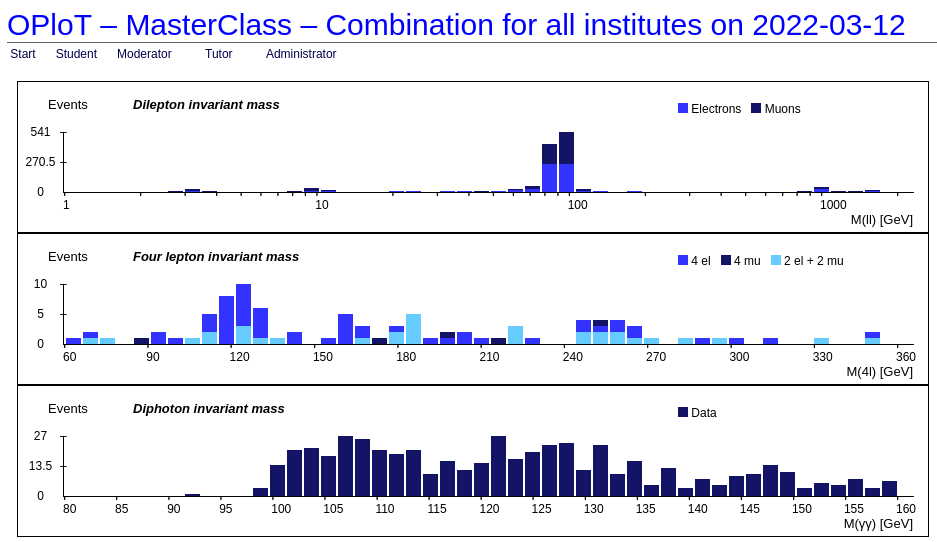 OPloT – MasterClass – Combination for all institutes on 2022-03-12
Start Student Moderator Tutor Administrator
Events Dilepton invariant mass Electrons Muons
541
270.5
0
1 10 100 1000
M(ll) [GeV]
Events Four lepton invariant mass 4 el 4 mu 2 el + 2 mu
10
5
0
60 90 120 150 180 210 240 270 300 330 360
M(4l) [GeV]
Events Diphoton invariant mass Data
27
13.5
0
80 85 90 95 100 105 110 115 120 125 130 135 140 145 150 155 160
M(γγ) [GeV]